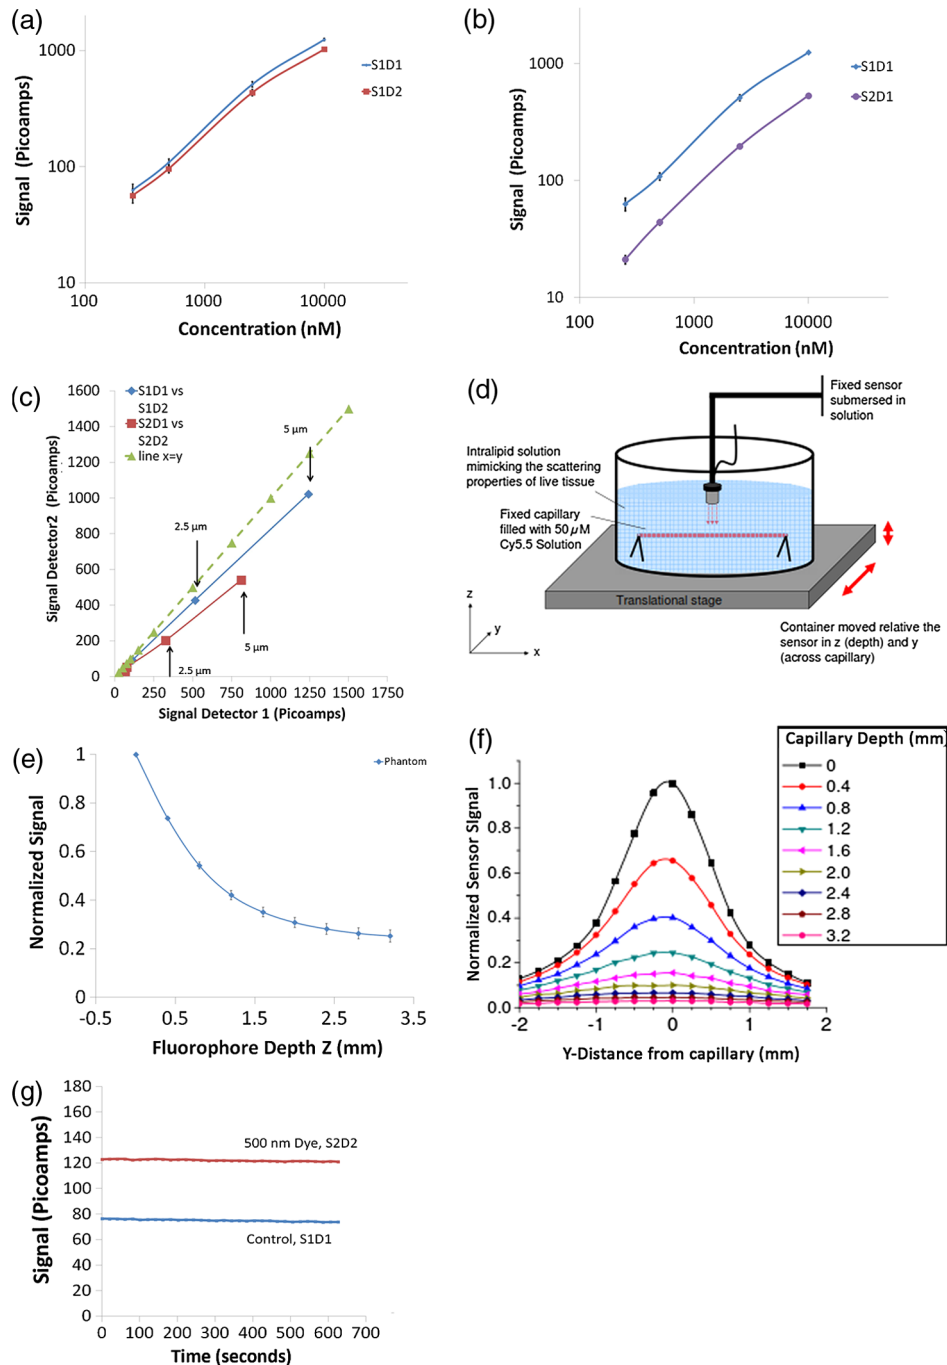 (a)
1000
100
10
100
1000
10000
Signal (Picoamps)
Concentration (nM)
S1D1
S1D2
(b)
1000
100
10
100
1000
10000
Signal (Picoamps)
Concentration (nM)
S1D1
S2D1
(c)
S1D1 vs
S1D2
S2D1 vs
S2D2
line x=y
1600
1400
1200
1000
800
600
400
200
0
0
250
500
750
1000
1250
1500
1750
Signal Detector2 (Picoamps)
Signal Detector 1 (Picoamps)
5 µm
2.5 µm
5 µm
2.5 µm
(d)
Fixed sensor
submersed in
solution
Intralipid solution
mimicking the scattering
properties of live tissue
Fixed capillary
filled with 50 µM
Cy5.5 Solution
Translational stage
z
y
x
Container moved relative the
sensor in z (depth) and y
(across capillary)
(e)
1
0.8
0.6
0.4
0.2
0
-0.5
0.5
1.5
2.5
3.5
Normalized Signal
Fluorophore Depth Z (mm)
Phantom
(f)
1.0
0.8
0.6
0.4
0.2
0.0
-2
-1
0
1
2
Normalized Sensor Signal
Y-Distance from capillary (mm)
Capillary Depth (mm)
0
0.4
0.8
1.2
1.6
2.0
2.4
2.8
3.2
(g)
180
160
140
120
100
80
60
40
20
0
0 100 200 300 400 500 600 700
Signal (Picoamps)
Time (seconds)
500 nm Dye, S2D2
Control, S1D1